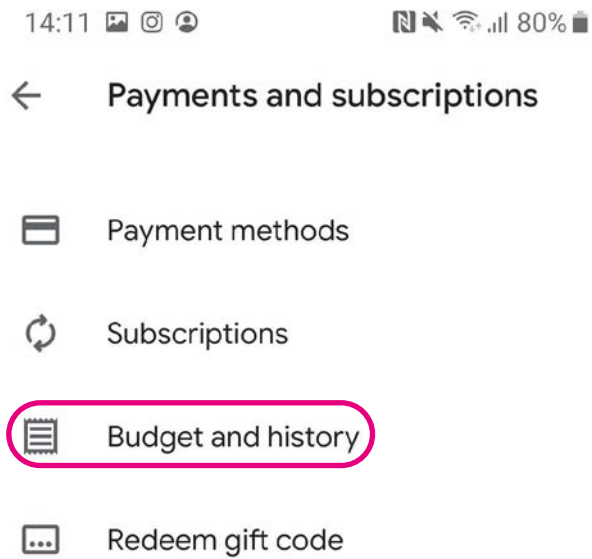 14:11 80%
Payments and subscriptions
Payment methods
Subscriptions
Budget and history
Redeem gift code